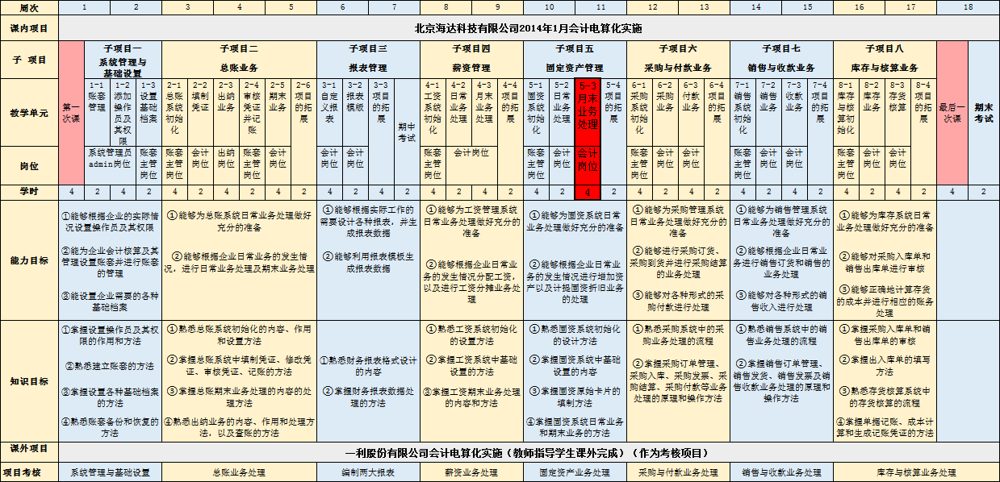 周次 1 2 3 4 5 6 7 8 9 10 11 12 13 14 15 16 17 18
课内项目 北京海达科技有限公司2014年1月会计电算化实施
子 项目
子项目一
系统管理与
基础设置
子项目二
总账业务
子项目三
报表管理
子项目四
薪资管理
子项目五
固定资产管理
子项目六
采购与付款业务
子项目七
销售与收款业务
子项目八
库存与核算业务
教学单元
第一
次课
1-1
账套
管理
1-2
添加
操作
员及
其权
限
1-3
设置
基础
档案
2-1
总账
系统
初始
化
2-2
填制
凭证
2-3
出纳
业务
2-4
审核
凭证
并记
账
2-5
期末
业务
2-6
项目
的拓
展
3-1
自定
义报
表
3-2
报表
模版
3-3
项目
的拓
展
期中
考试
4-1
工资
系统
初始
化
4-2
日常
业务
处理
4-3
月末
业务
处理
4-4
项目
的拓
展
5-1
固资
系统
初始
化
5-2
日常
业务
处理
5-3
月末
业务
处理
5-4
项目
的拓
展
6-1
采购
系统
初始
化
6-2
采购
业务
6-3
付款
业务
6-4
项目
的拓
展
7-1
销售
系统
初始
化
7-2
销售
业务
7-3
收款
业务
7-4
项目
的拓
展
8-1
库存
与核
算初
始化
8-2
库存
业务
8-3
存货
核算
8-4
项目
的拓
展
最后一
次课
期末
考试
岗位
系统管理员
admin岗位
账套
主管
岗位
账套
主管
岗位
会计
岗位
出纳
岗位
账套
主管
岗位
会计
岗位
会计
岗位
会计
岗位
账套
主管
岗位
会计岗位
账套
主管
岗位
会计
岗位
会计
岗位
账套
主管
岗位
会计
岗位
会计
岗位
账套
主管
岗位
会计
岗位
会计
岗位
账套
主管
岗位
会计
岗位
会计
岗位
学时 4 2 4 2 4 2 4 2 4 2 4 2 4 2 4 2 4 2 4 2 4 2 4 2 4 2 4 2 4 2 4 2 4 2 4 2
能力目标
①能够根据企业的实际情
况设置操作员及其权限
②能为企业会计核算及其
管理设置账套并进行账套
的管理
③能设置企业需要的各种
基础档案
①能够为总账系统日常业务处理做好
充分的准备
②能够根据企业日常业务的发生情
况，进行日常业务处理及期末业务处理
①能够根据实际工作的
需要设计各种报表，并生
成报表数据
②能够利用报表模板生
成报表数据
①能够为工资管理系统
日常业务处理做好充分的
准备
②能够根据企业日常业
务的发生情况分配工资，
以及进行工资分摊业务处
理
①能够为固资系统日常
业务处理做好充分的准备
②能够根据企业日常业
务的发生情况进行增加资
产以及计提固资折旧业务
的处理
①能够为采购管理系统
日常业务处理做好充分的
准备
②能够进行采购订货、
采购到货并进行采购结算
的业务处理
③能够对各种形式的采
购付款进行处理
①能够为销售管理系统
日常业务处理做好充分的
准备
②能够根据企业日常业
务进行销售订货和销售的
业务处理
③能够对各种形式的销
售收入进行处理
①能够为库存系统日常
业务处理做好充分的准备
②能够对采购入库单和
销售出库单进行审核
③能够正确地计算存货
的成本并进行相应的账务
处理
知识目标
①掌握设置操作员及其权
限的作用和方法
②熟悉建立账套的方法
③掌握设置各种基础档案
的方法
④熟悉账套备份和恢复的
方法
①熟悉总账系统初始化的内容、作用
和设置方法
②掌握总账系统中填制凭证、修改凭
证、审核凭证、记账的方法
③掌握总账期末业务处理的内容的处
理方法
④熟悉出纳业务的内容、作用和处理方
法，以及查账的方法
①熟悉财务报表格式设计
的内容
②掌握财务报表数据处
理的方法
①熟悉工资系统初始化
的设置方法
②掌握工资系统中基础
设置的方法
③掌握工资期末业务处理
的内容和方法
①熟悉固资系统初始化
的设计方法
②掌握固资系统中基础
设置的内容
③掌握固资原始卡片的
填制方法
④掌握固资系统日常业务
和期末业务的方法
①熟悉采购系统中的采
购业务处理的流程
②掌握采购订单管理、
采购入库、采购发票、采
购结算、采购付款等业务
处理的原理和操作方法
①熟悉销售系统中的销
售业务处理的流程
②掌握销售订单管理、
销售发货、销售发票及销
售收款业务处理的原理和
操作方法
①掌握采购入库单和销
售出库单的审核
②掌握出入库单的填写
方法
③熟悉存货核算系统中
的存货核算的流程
④掌握单据记账、成本计
算和生成记账凭证的方法
课外项目 一利股份有限公司会计电算化实施（教师指导学生课外完成）（作为考核项目）
项目考核 系统管理与基础设置 总账业务处理 编制两大报表 薪资业务处理 固定资产业务处理 采购与付款业务处理 销售与收款业务处理 库存与核算业务处理